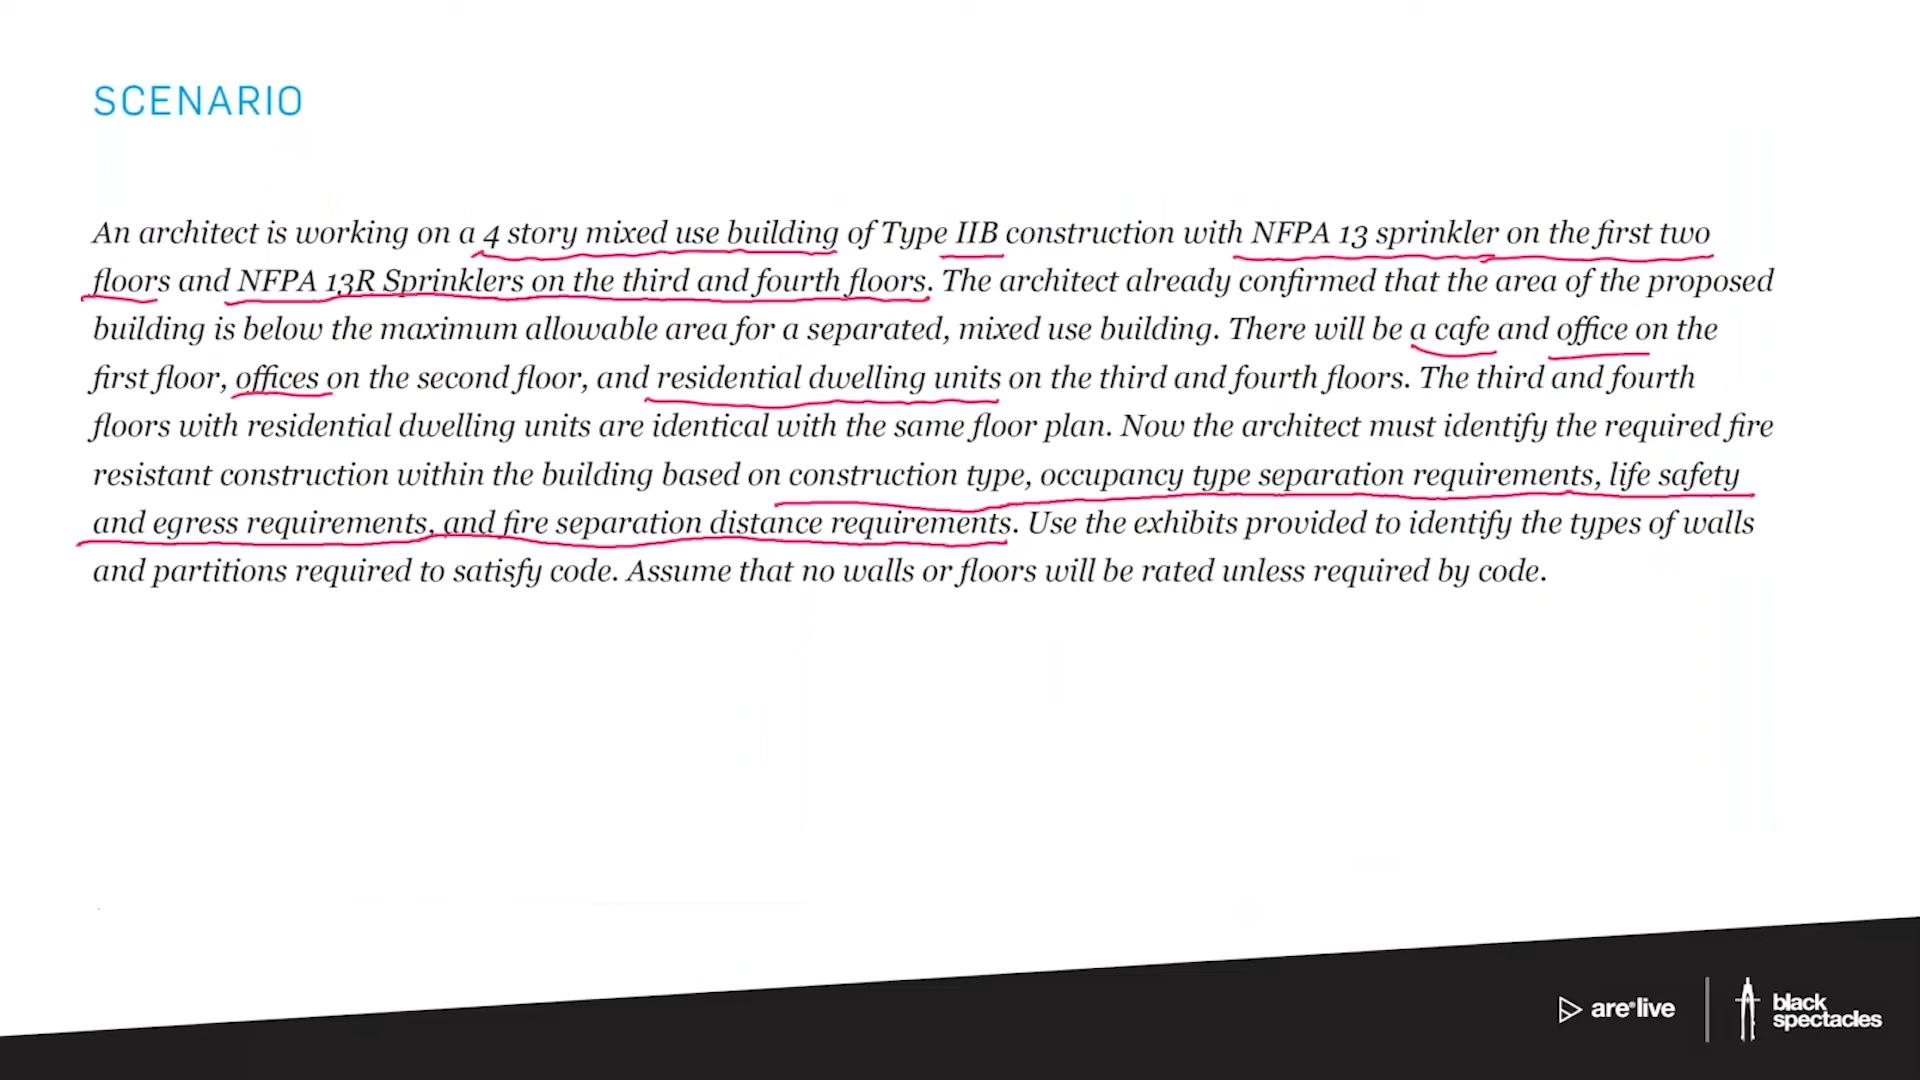 SCENARIO
An architect is working on a 4 story mixed use building of Type IIB construction with NFPA 13 sprinkler on the first two
floors and NFPA 13R Sprinklers on the third and fourth floors. The architect already confirmed that the area of the proposed
building is below the maximum allowable area for a separated, mixed use building. There will be a cafe and office on the
first floor, offices on the second floor, and residential dwelling units on the third and fourth floors. The third and fourth
floors with residential dwelling units are identical with the same floor plan. Now the architect must identify the required fire
resistant construction within the building based on construction type, occupancy type separation requirements, life safety
and egress requirements, and fire separation distance requirements. Use the exhibits provided to identify the types of walls
and partitions required to satisfy code. Assume that no walls or floors will be rated unless required by code.
are®live
black
spectacles